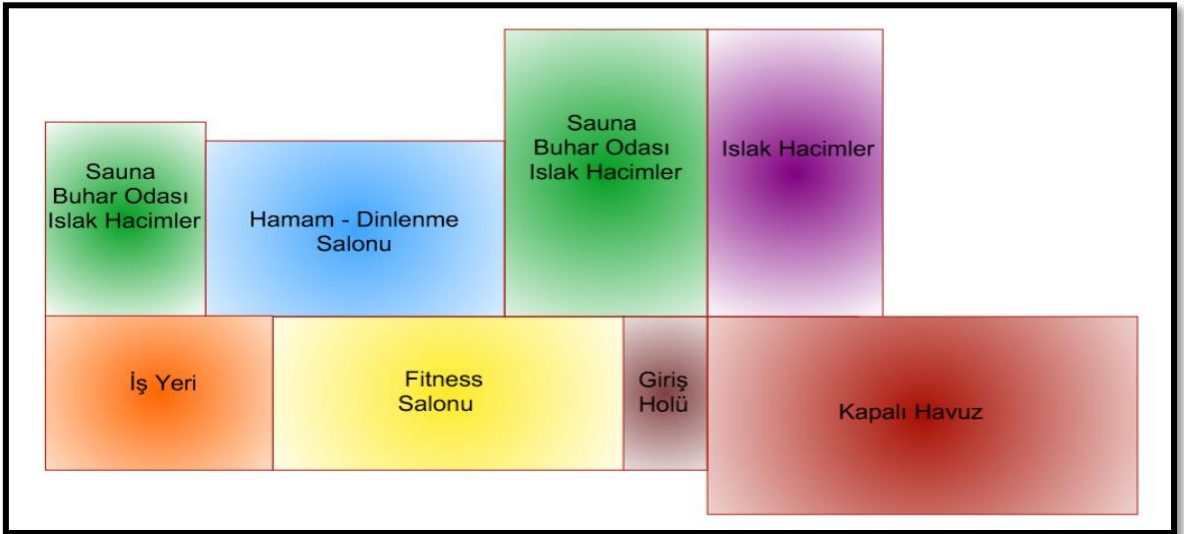 Sauna
Buhar Odası
Islak Hacimler
Hamam - Dinlenme
Salonu
Sauna
Buhar Odası
Islak Hacimler
Islak Hacimler
İş Yeri
Fitness
Salonu
Giriş
Holü
Kapalı Havuz